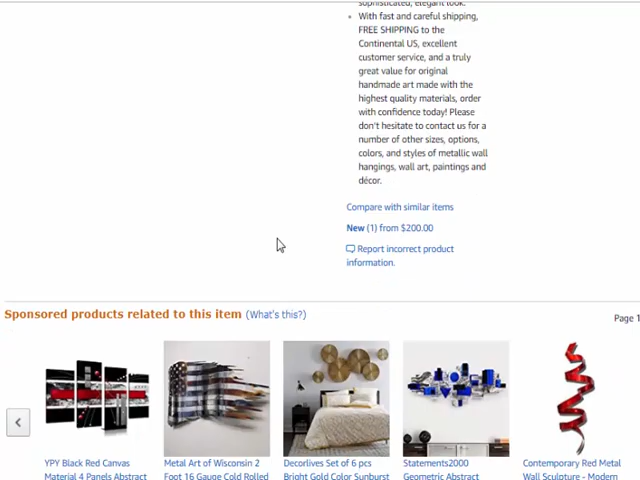 sophisticated, elegant look.
With fast and careful shipping,
FREE SHIPPING to the
Continental US, excellent
customer service, and a truly
great value for original
handmade art made with the
highest quality materials, order
with confidence today! Please
don't hesitate to contact us for a
number of other sizes, options,
colors, and styles of metallic wall
hangings, wall art, paintings and
décor.
Compare with similar items
New (1) from $200.00
Report incorrect product
information.
Sponsored products related to this item (What's this?)
Page 1
YPY Black Red Canvas
Material 4 Panels Abstract
Metal Art of Wisconsin 2
Foot 16 Gauge Cold Rolled
Decorlives Set of 6 pcs
Bright Gold Color Sunburst
Statements2000
Geometric Abstract
Contemporary Red Metal
Wall Sculpture - Modern